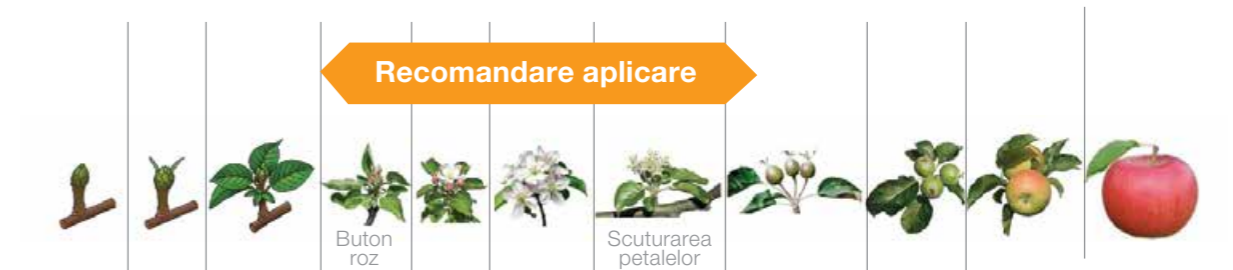 Recomandare aplicare
Buton
roz
Scuturarea
petalelor